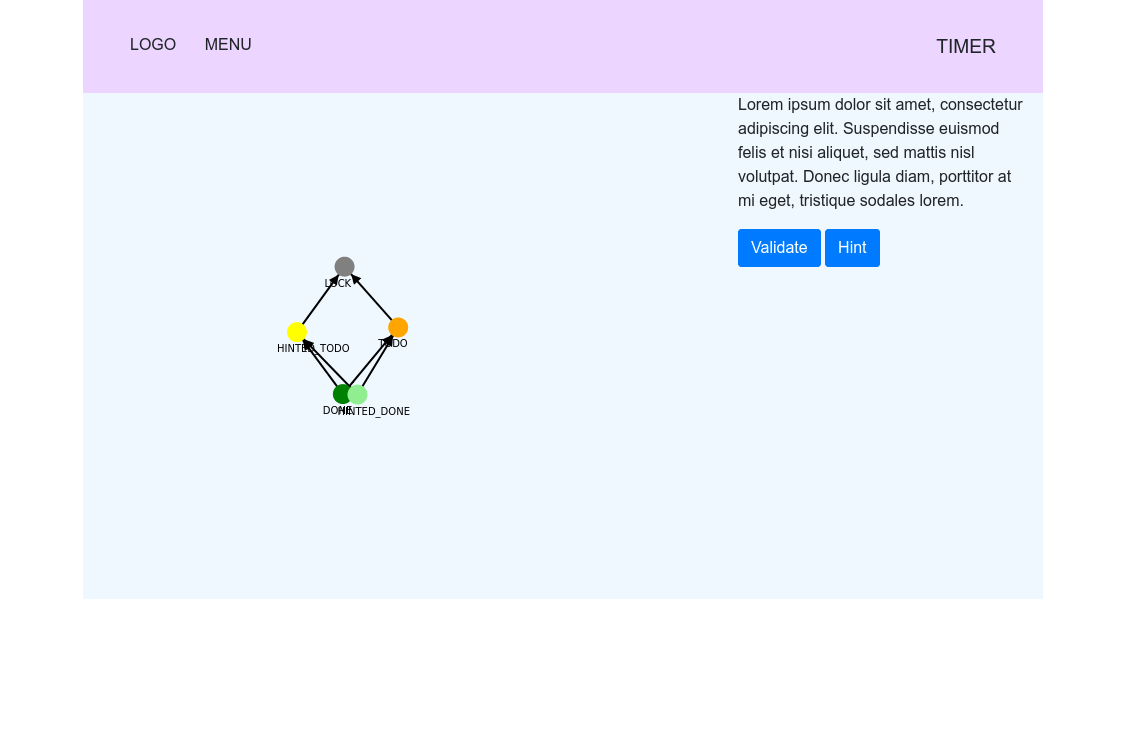 LOGO MENU TIMER
Lorem ipsum dolor sit amet, consectetur
adipiscing elit. Suspendisse euismod
felis et nisi aliquet, sed mattis nisl
volutpat. Donec ligula diam, porttitor at
mi eget, tristique sodales lorem.
Validate Hint
LOCK
HINTED_TODO
TODO
DONE
HINTED_DONE